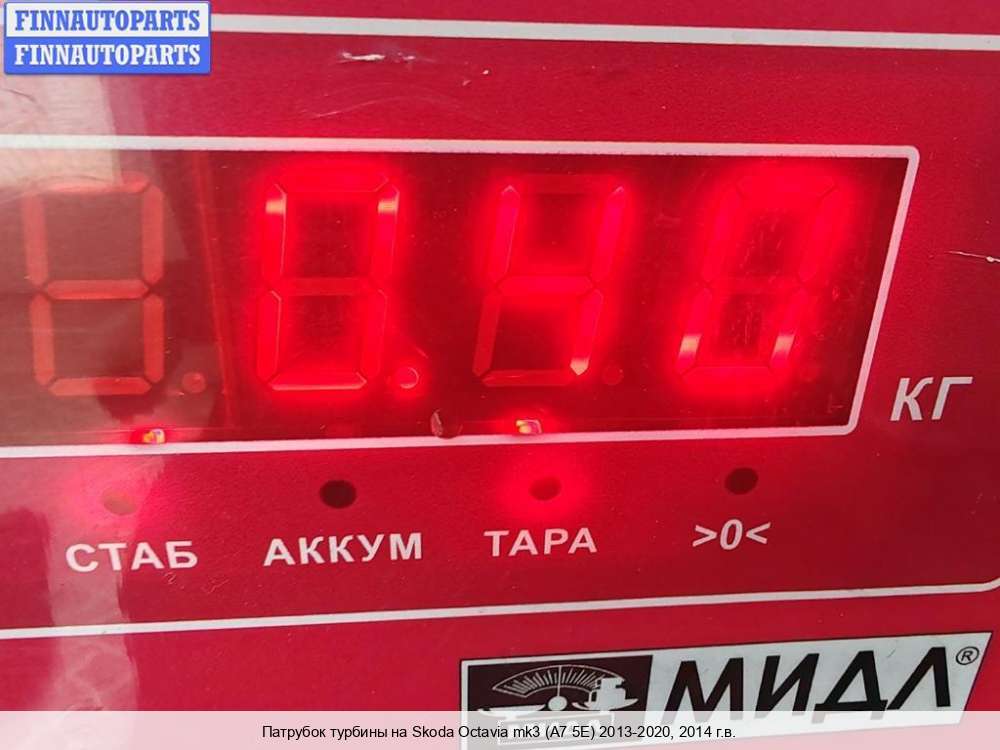 FINNAUTOPARTS
FINNAUTOPARTS
0.40
КГ
СТАБ АККУМ ТАРА >0<
МИДЛ®
Патрубок турбины на Skoda Octavia mk3 (A7 5E) 2013-2020, 2014 г.в.